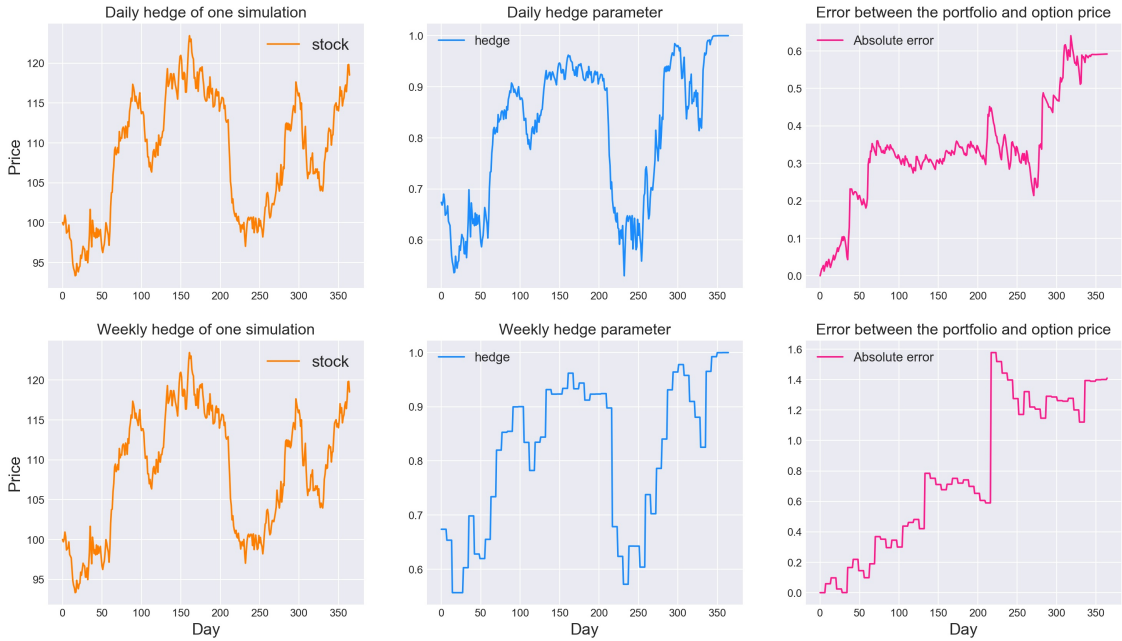 Daily hedge of one simulation
Daily hedge parameter
Error between the portfolio and option price
stock
hedge
Absolute error
Price
120
115
110
105
100
95
0 50 100 150 200 250 300 350
1.0
0.9
0.8
0.7
0.6
0 50 100 150 200 250 300 350
0.6
0.5
0.4
0.3
0.2
0.1
0.0
0 50 100 150 200 250 300 350
Weekly hedge of one simulation
Weekly hedge parameter
Error between the portfolio and option price
stock
hedge
Absolute error
Price
120
115
110
105
100
95
0 50 100 150 200 250 300 350
Day
1.0
0.9
0.8
0.7
0.6
0 50 100 150 200 250 300 350
Day
1.6
1.4
1.2
1.0
0.8
0.6
0.4
0.2
0.0
0 50 100 150 200 250 300 350
Day